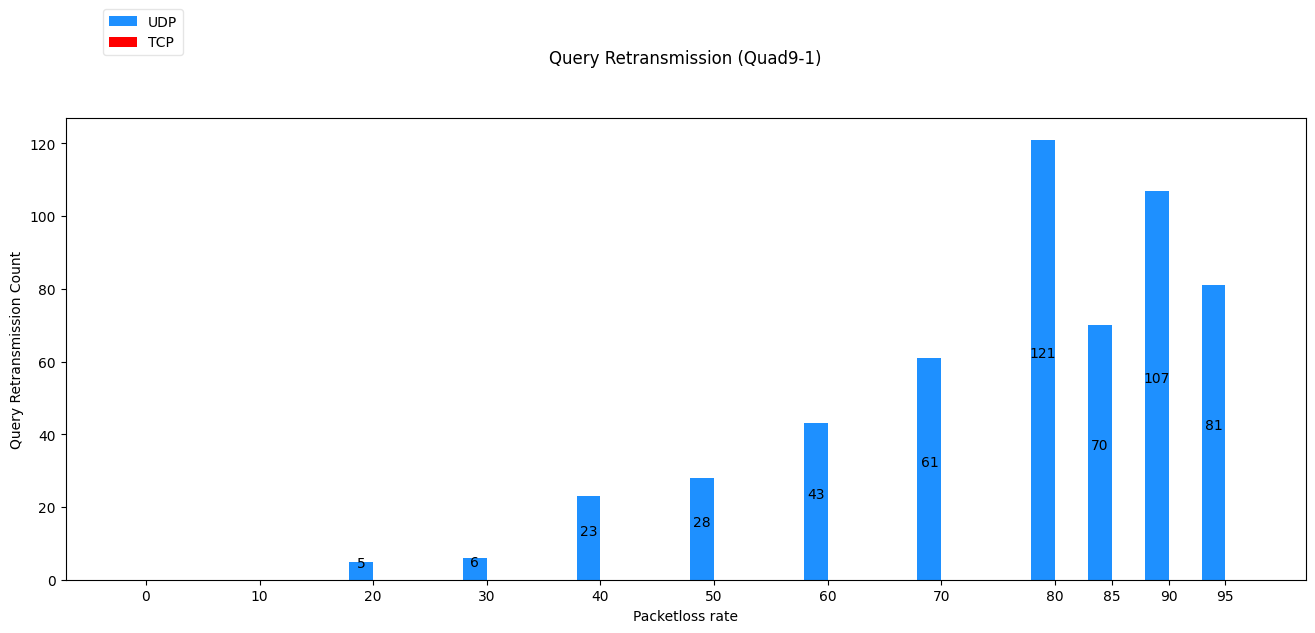 UDP
TCP
Query Retransmission (Quad9-1)
Query Retransmission Count
120
100
80
60
40
20
0
5
6
23
28
43
61
121
70
107
81
0 10 20 30 40 50 60 70 80 85 90 95
Packetloss rate